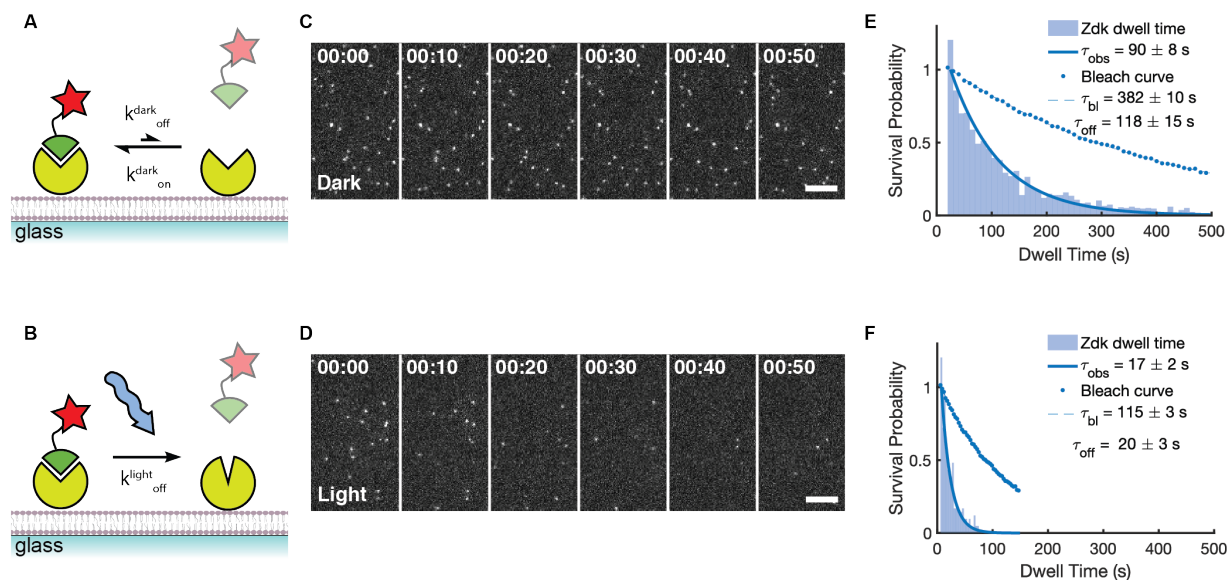 A
k^dark_off
k^dark_on
glass
C
00:00 00:10 00:20 00:30 00:40 00:50
Dark
E
Survival Probability
1
0.5
0
0 100 200 300 400 500
Dwell Time (s)
Zdk dwell time
τ_obs = 90 ± 8 s
Bleach curve
τ_bl = 382 ± 10 s
τ_off = 118 ± 15 s
B
k^light_off
glass
D
00:00 00:10 00:20 00:30 00:40 00:50
Light
F
Survival Probability
1
0.5
0
0 100 200 300 400 500
Dwell Time (s)
Zdk dwell time
τ_obs = 17 ± 2 s
Bleach curve
τ_bl = 115 ± 3 s
τ_off = 20 ± 3 s